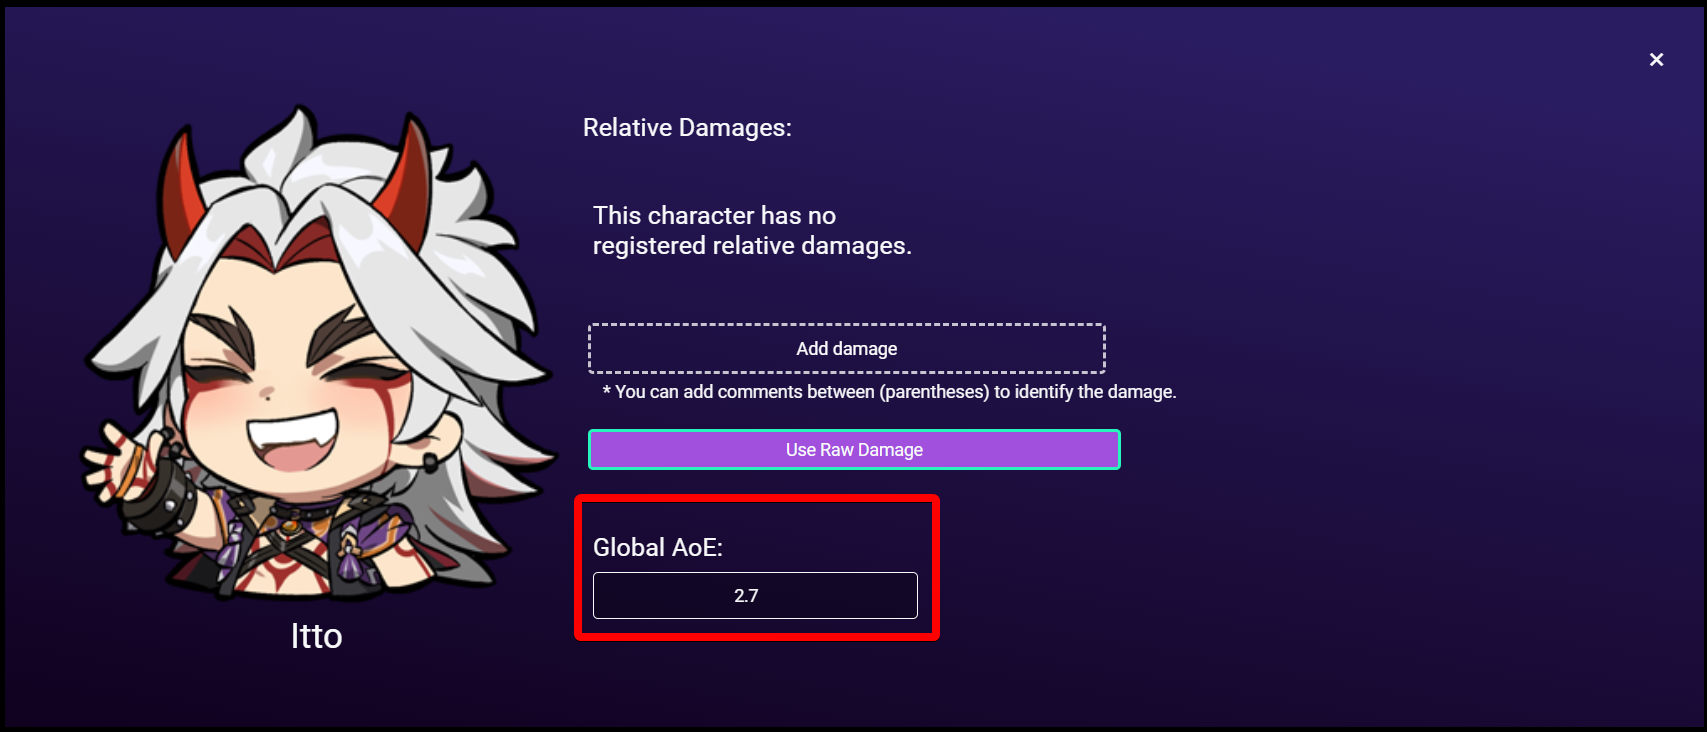 ×
Relative Damages:
This character has no
registered relative damages.
Add damage
* You can add comments between (parentheses) to identify the damage.
Use Raw Damage
Global AoE:
2.7
Itto